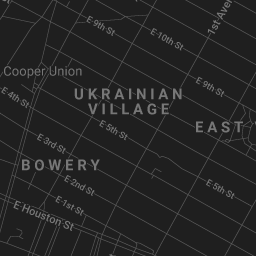 E 9th St
1st Ave
E 10th St
Cooper Union
E 9th St
UKRAINIAN
VILLAGE
E 4th St
E 5th St
EAST
E 3rd St
BOWERY
E 2nd St
E 5th St
E 1st St
E Houston St